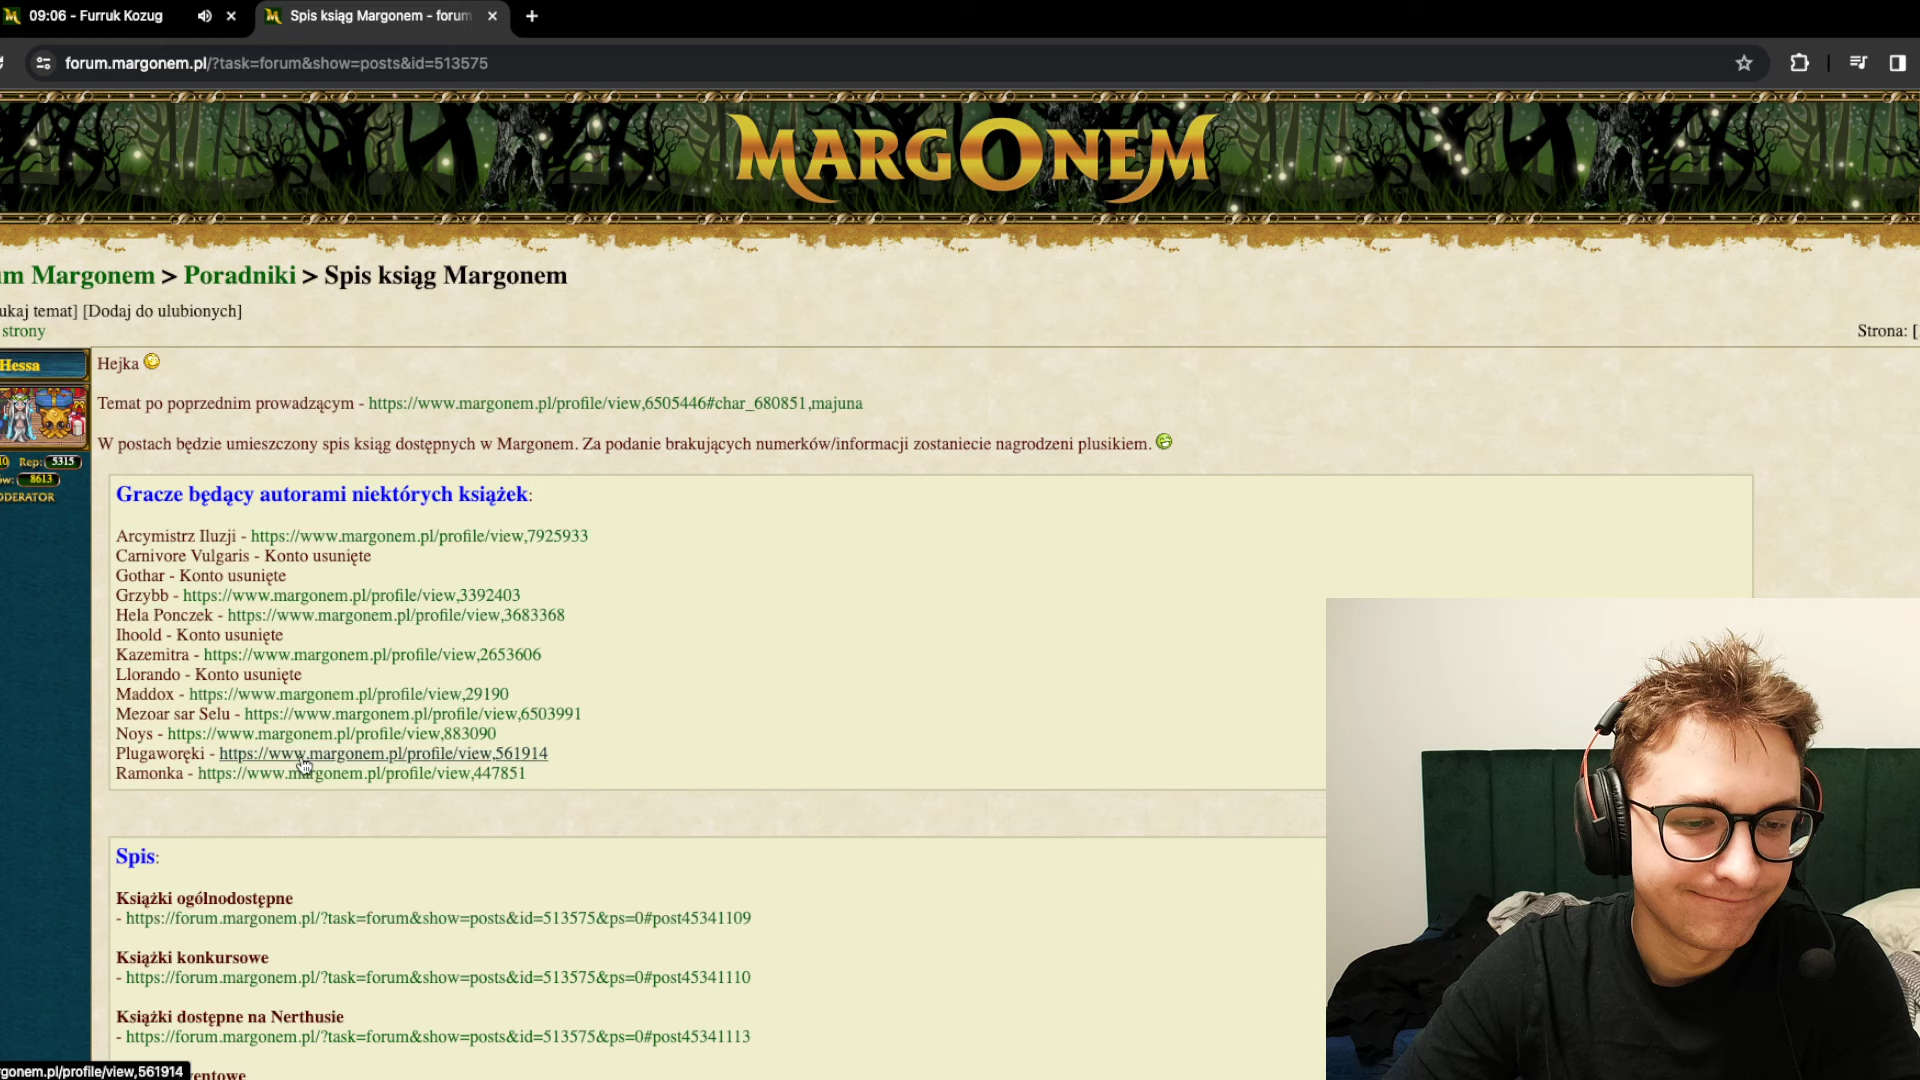 09:06 - Furruk Kozug
Spis ksiąg Margonem - forum
forum.margonem.pl/?task=forum&show=posts&id=513575
MARGONEM
um Margonem > Poradniki > Spis ksiąg Margonem
ukaj temat] [Dodaj do ulubionych]
strony
Strona: [
Hessa
Hejka
Temat po poprzednim prowadzącym - https://www.margonem.pl/profile/view,6505446#char_680851,majuna
W postach będzie umieszczony spis ksiąg dostępnych w Margonem. Za podanie brakujących numerków/informacji zostaniecie nagrodzeni plusikiem.
Rep: 5315
ów: 8613
ODERATOR
Gracze będący autorami niektórych książek:
Arcymistrz Iluzji - https://www.margonem.pl/profile/view,7925933
Carnivore Vulgaris - Konto usunięte
Gothar - Konto usunięte
Grzybb - https://www.margonem.pl/profile/view,3392403
Hela Ponczek - https://www.margonem.pl/profile/view,3683368
Ihoold - Konto usunięte
Kazemitra - https://www.margonem.pl/profile/view,2653606
Llorando - Konto usunięte
Maddox - https://www.margonem.pl/profile/view,29190
Mezoar sar Selu - https://www.margonem.pl/profile/view,6503991
Noys - https://www.margonem.pl/profile/view,883090
Plugaworęki - https://www.margonem.pl/profile/view,561914
Ramonka - https://www.margonem.pl/profile/view,447851
Spis:
Książki ogólnodostępne
- https://forum.margonem.pl/?task=forum&show=posts&id=513575&ps=0#post45341109
Książki konkursowe
- https://forum.margonem.pl/?task=forum&show=posts&id=513575&ps=0#post45341110
Książki dostępne na Nerthusie
- https://forum.margonem.pl/?task=forum&show=posts&id=513575&ps=0#post45341113
entowe
rgonem.pl/profile/view,561914